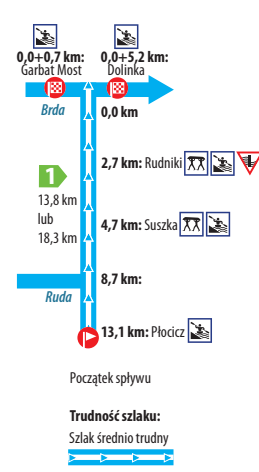 0,0+0,7 km: 0,0+5,2 km:
Garbat Most Dolinka
Brda 0,0 km
2,7 km: Rudniki
1
13,8 km
lub
18,3 km
4,7 km: Suszka
8,7 km:
Ruda
13,1 km: Płocicz
Początek spływu
Trudność szlaku:
Szlak średnio trudny